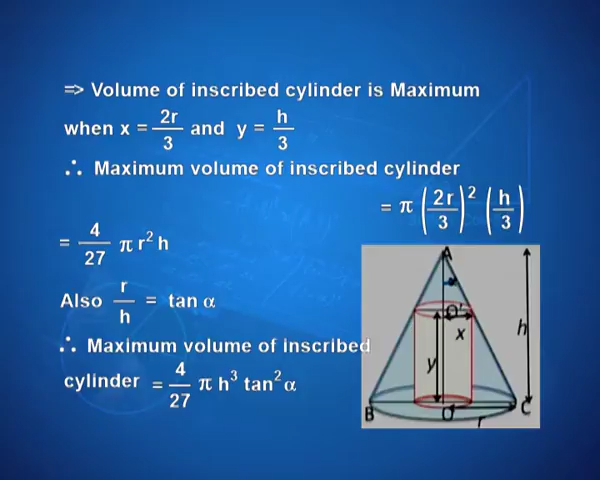 => Volume of inscribed cylinder is Maximum
when x = 2r/3 and y = h/3
∴ Maximum volume of inscribed cylinder
= π (2r/3)² (h/3)
= 4/27 π r² h
Also r/h = tan α
∴ Maximum volume of inscribed
cylinder = 4/27 π h³ tan² α
A
O'
x
h
y
B
O
C
r